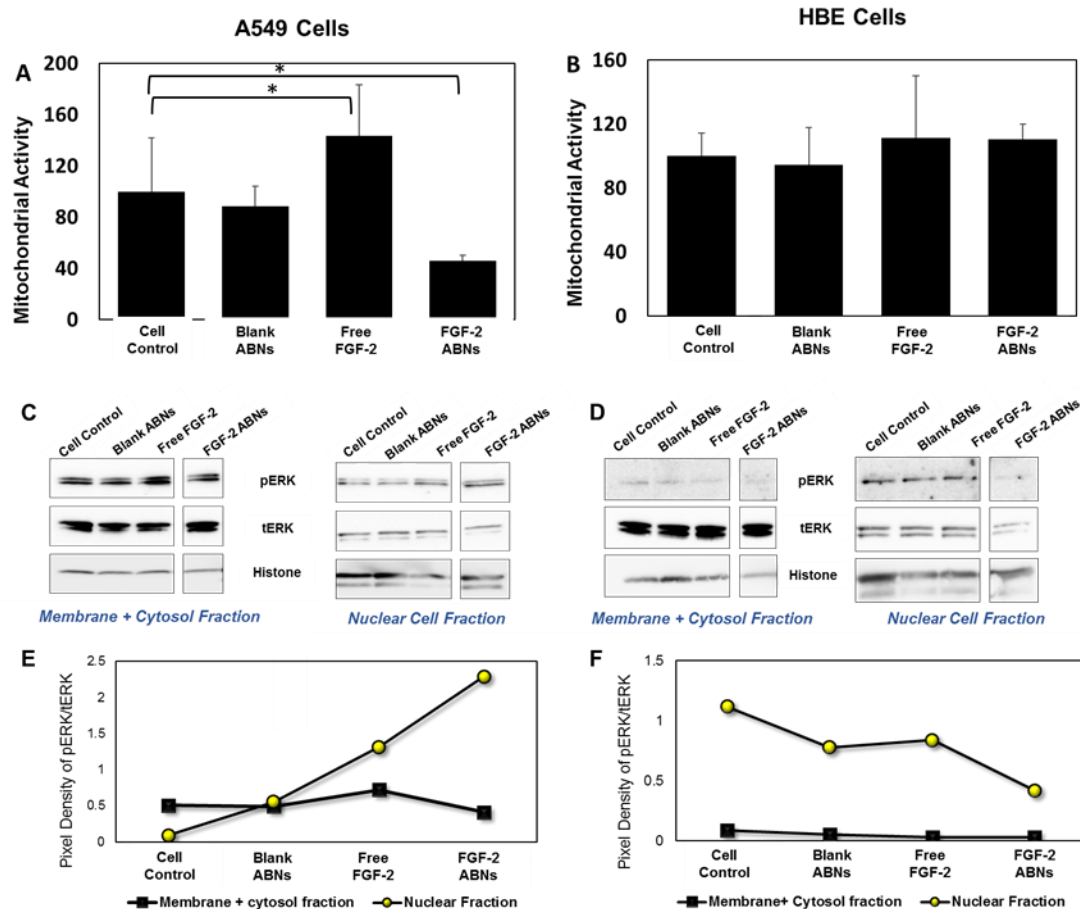 A549 Cells
HBE Cells
A
200
160
120
80
40
0
Mitochondrial Activity
*
*
Cell
Control
Blank
ABNs
Free
FGF-2
FGF-2
ABNs
B
160
120
80
40
0
Mitochondrial Activity
Cell
Control
Blank
ABNs
Free
FGF-2
FGF-2
ABNs
C
Cell Control
Blank ABNs
Free FGF-2
FGF-2 ABNs
Cell Control
Blank ABNs
Free FGF-2
FGF-2 ABNs
pERK
tERK
Histone
Membrane + Cytosol Fraction
Nuclear Cell Fraction
D
Cell Control
Blank ABNs
Free FGF-2
FGF-2 ABNs
Cell Control
Blank ABNs
Free FGF-2
FGF-2 ABNs
pERK
tERK
Histone
Membrane + Cytosol Fraction
Nuclear Cell Fraction
E
2.5
2
1.5
1
0.5
0
Pixel Density of pERK/tERK
Cell
Control
Blank
ABNs
Free
FGF-2
FGF-2
ABNs
Membrane + cytosol fraction
Nuclear Fraction
F
1.5
1
0.5
0
Pixel Density of pERK/tERK
Cell
Control
Blank
ABNs
Free
FGF-2
FGF-2
ABNs
Membrane+ Cytosol fraction
Nuclear Fraction